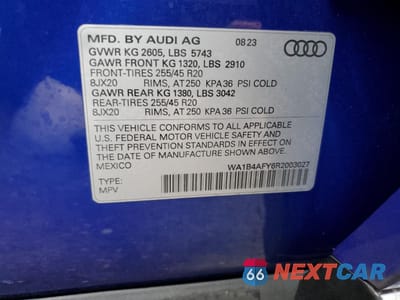 MFD. BY AUDI AG 08.23
GVWR KG 2605, LBS 5743
GAWR FRONT KG 1320, LBS 2910
FRONT-TIRES 255/45 R20
8JX20 RIMS, AT 250 KPA36 PSI COLD
GAWR REAR KG 1380, LBS 3042
REAR-TIRES 255/45 R20
8JX20 RIMS, AT 250 KPA 36 PSI COLD
THIS VEHICLE CONFORMS TO ALL APPLICABLE
U.S. FEDERAL MOTOR VEHICLE SAFETY AND
THEFT PREVENTION STANDARDS IN EFFECT ON
THE DATE OF MANUFACTURE SHOWN ABOVE.
MEXICO
TYPE: WA1B4AFY6R2003027
MPV
66 NEXTCAR